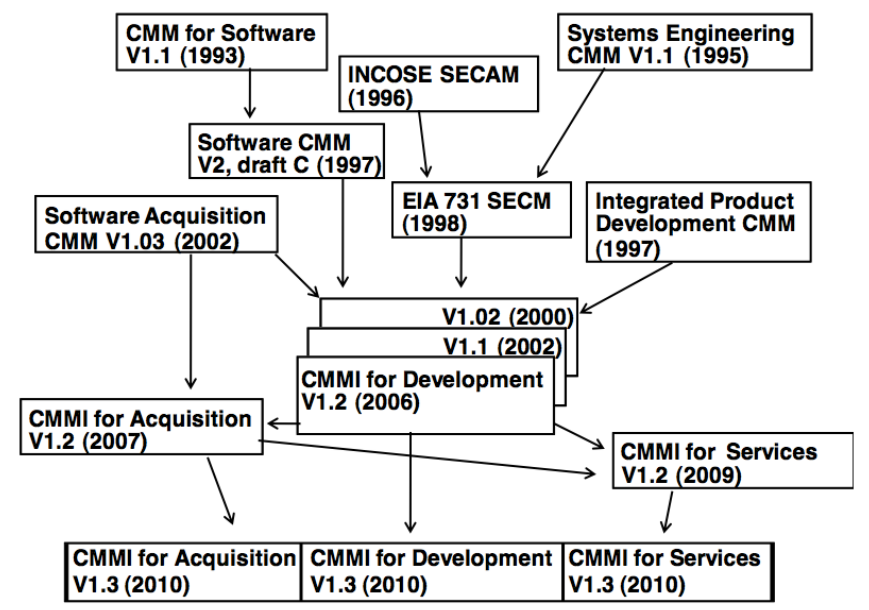 CMM for Software
V1.1 (1993)
Systems Engineering
CMM V1.1 (1995)
INCOSE SECAM
(1996)
Software CMM
V2, draft C (1997)
EIA 731 SECM
(1998)
Integrated Product
Development CMM
(1997)
Software Acquisition
CMM V1.03 (2002)
V1.02 (2000)
V1.1 (2002)
CMMI for Development
V1.2 (2006)
CMMI for Acquisition
V1.2 (2007)
CMMI for Services
V1.2 (2009)
CMMI for Acquisition
V1.3 (2010)
CMMI for Development
V1.3 (2010)
CMMI for Services
V1.3 (2010)